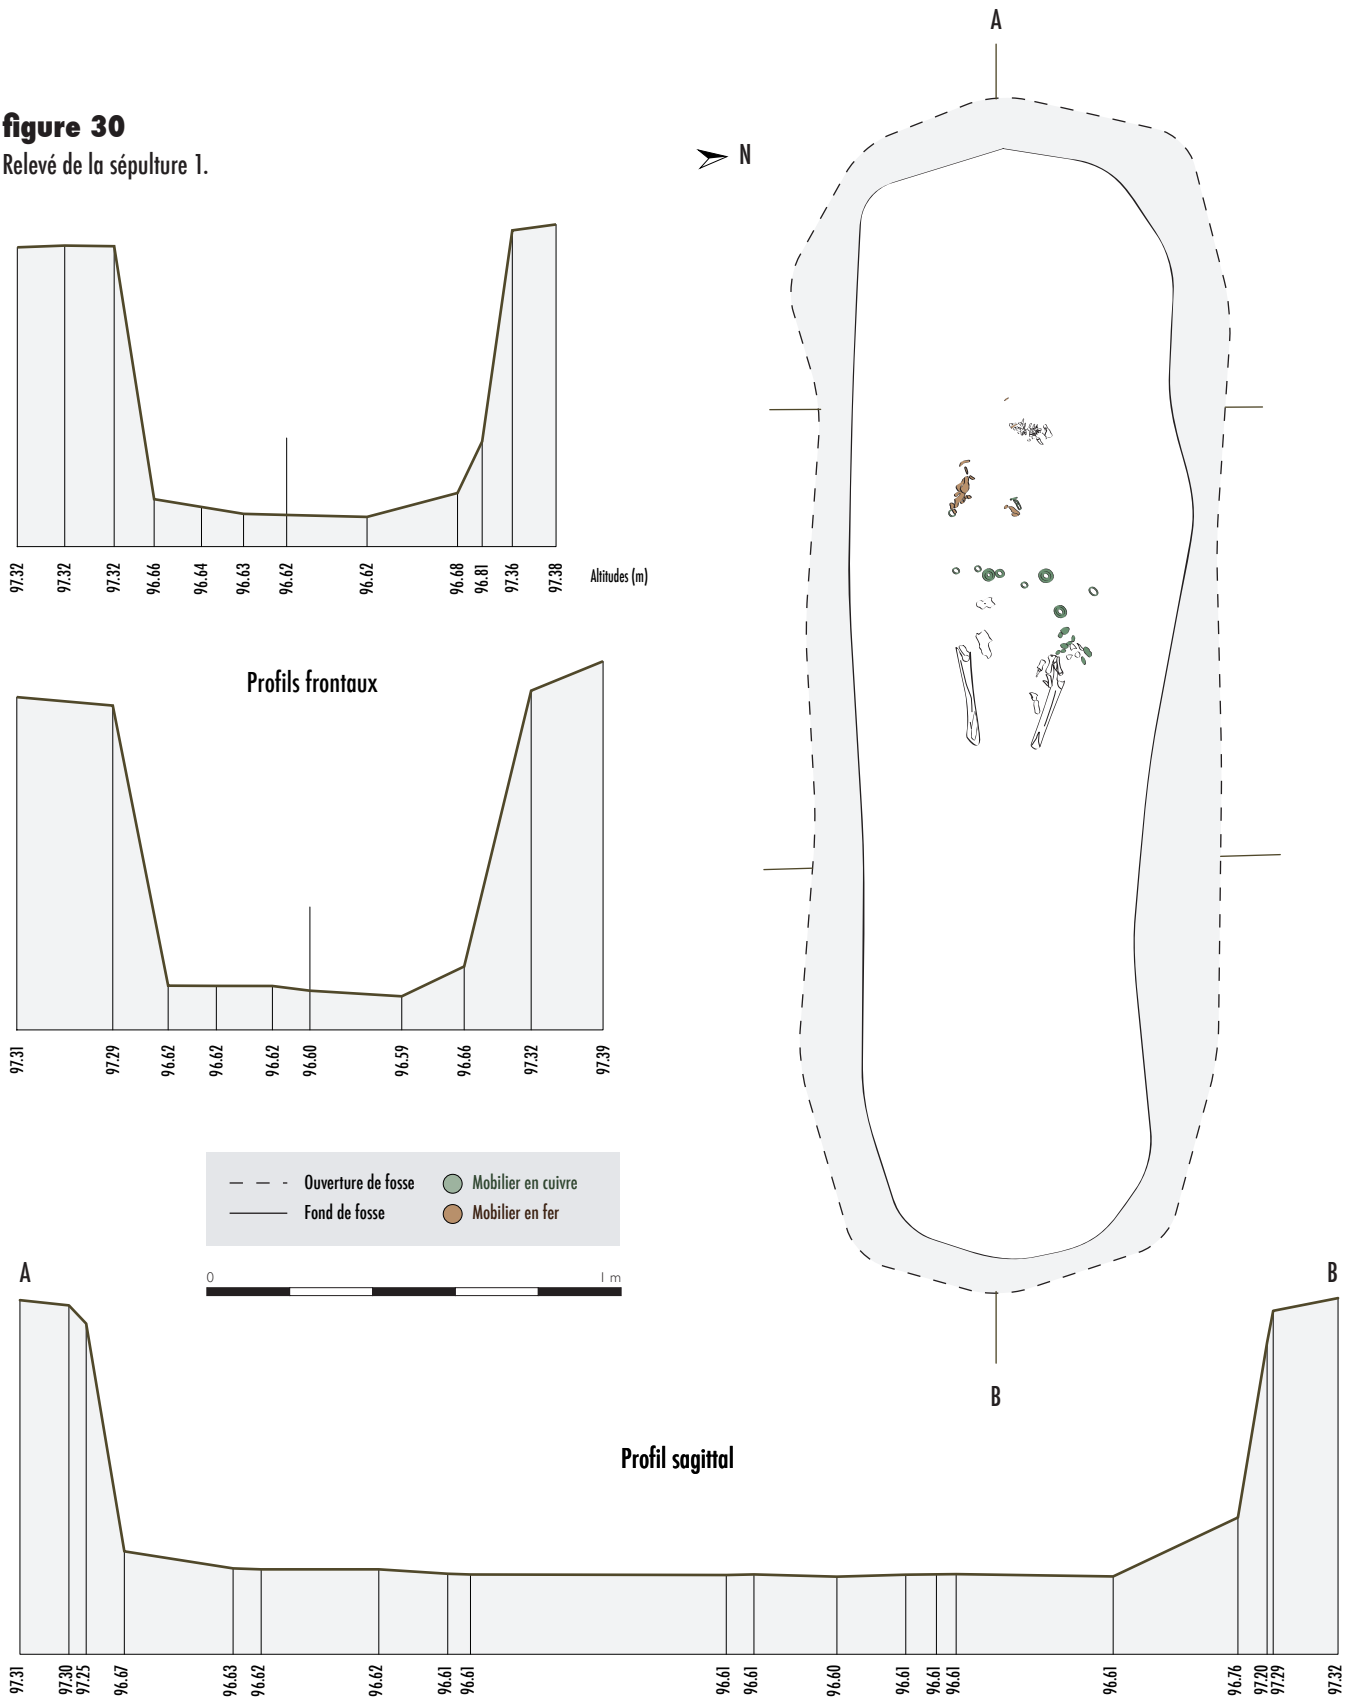 figure 30
Relevé de la sépulture 1.
A
N
97.32 97.32 97.32 96.66 96.64 96.63 96.62 96.62 96.68 96.81 97.36 97.38 Altitudes (m)
Profils frontaux
97.31 97.29 96.62 96.62 96.62 96.60 96.59 96.66 97.32 97.39
Ouverture de fosse Mobilier en cuivre
Fond de fosse Mobilier en fer
0 1 m
B
A B
Profil sagittal
97.31 97.30 97.25 96.67 96.63 96.62 96.62 96.61 96.61 96.61 96.61 96.60 96.61 96.61 96.61 96.61 96.76 97.20 97.29 97.32